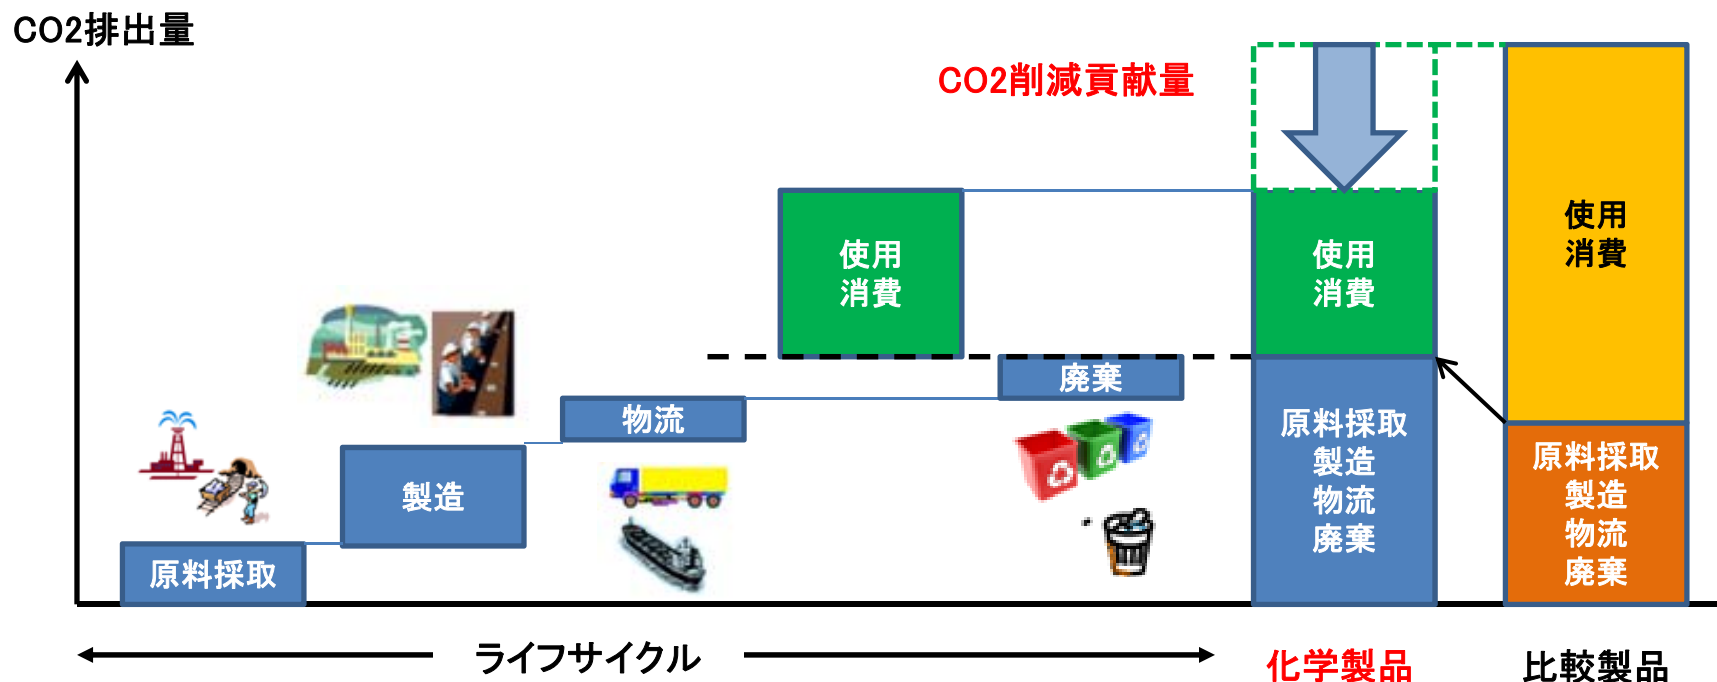 CO2排出量
CO2削減貢献量
使用
消費
使用
消費
使用
消費
廃棄
物流
製造
原料採取
原料採取
製造
物流
廃棄
原料採取
製造
物流
廃棄
ライフサイクル
化学製品
比較製品